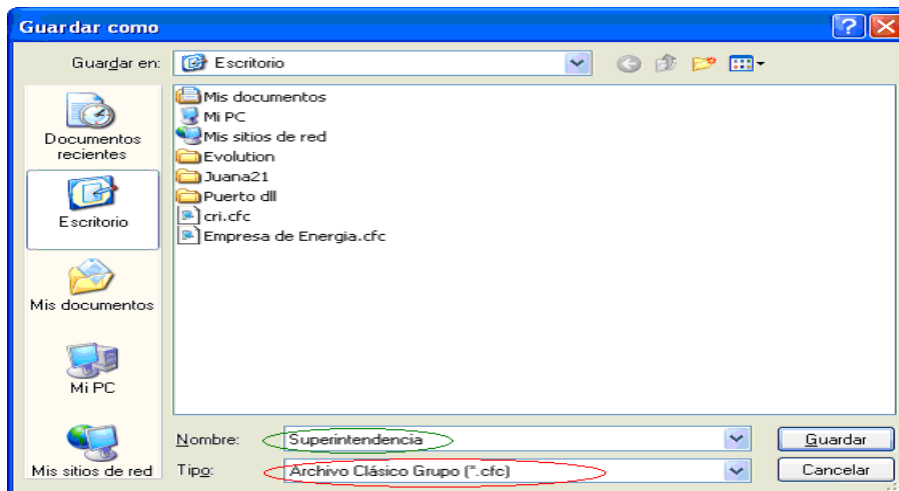 Guardar como
Guardar en: Escritorio
Mis documentos
Mi PC
Mis sitios de red
Evolution
Juana21
Puerto dll
cri.cfc
Empresa de Energia.cfc
Documentos
recientes
Escritorio
Mis documentos
Mi PC
Mis sitios de red
Nombre: Superintendencia Guardar
Tipo: Archivo Clásico Grupo (*.cfc) Cancelar